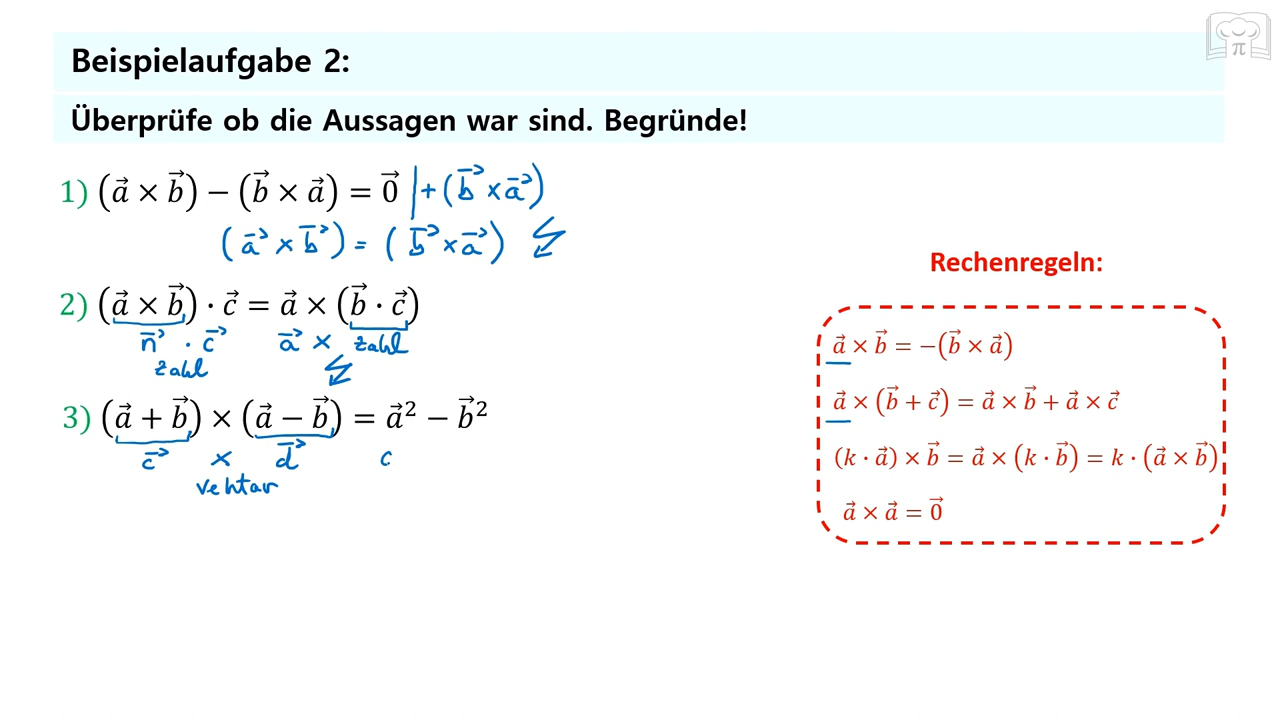 Beispielaufgabe 2:
Überprüfe ob die Aussagen war sind. Begründe!
1) (a⃗ × b⃗) − (b⃗ × a⃗) = 0⃗ | + (b⃗ × a⃗)
(a⃗ × b⃗) = (b⃗ × a⃗)
2) (a⃗ × b⃗) · c⃗ = a⃗ × (b⃗ · c⃗)
n⃗ · c⃗ a⃗ × zahl
zahl
3) (a⃗ + b⃗) × (a⃗ − b⃗) = a⃗² − b⃗²
c⃗ × d⃗ c
vektor
Rechenregeln:
a⃗ × b⃗ = −(b⃗ × a⃗)
a⃗ × (b⃗ + c⃗) = a⃗ × b⃗ + a⃗ × c⃗
(k · a⃗) × b⃗ = a⃗ × (k · b⃗) = k · (a⃗ × b⃗)
a⃗ × a⃗ = 0⃗
π